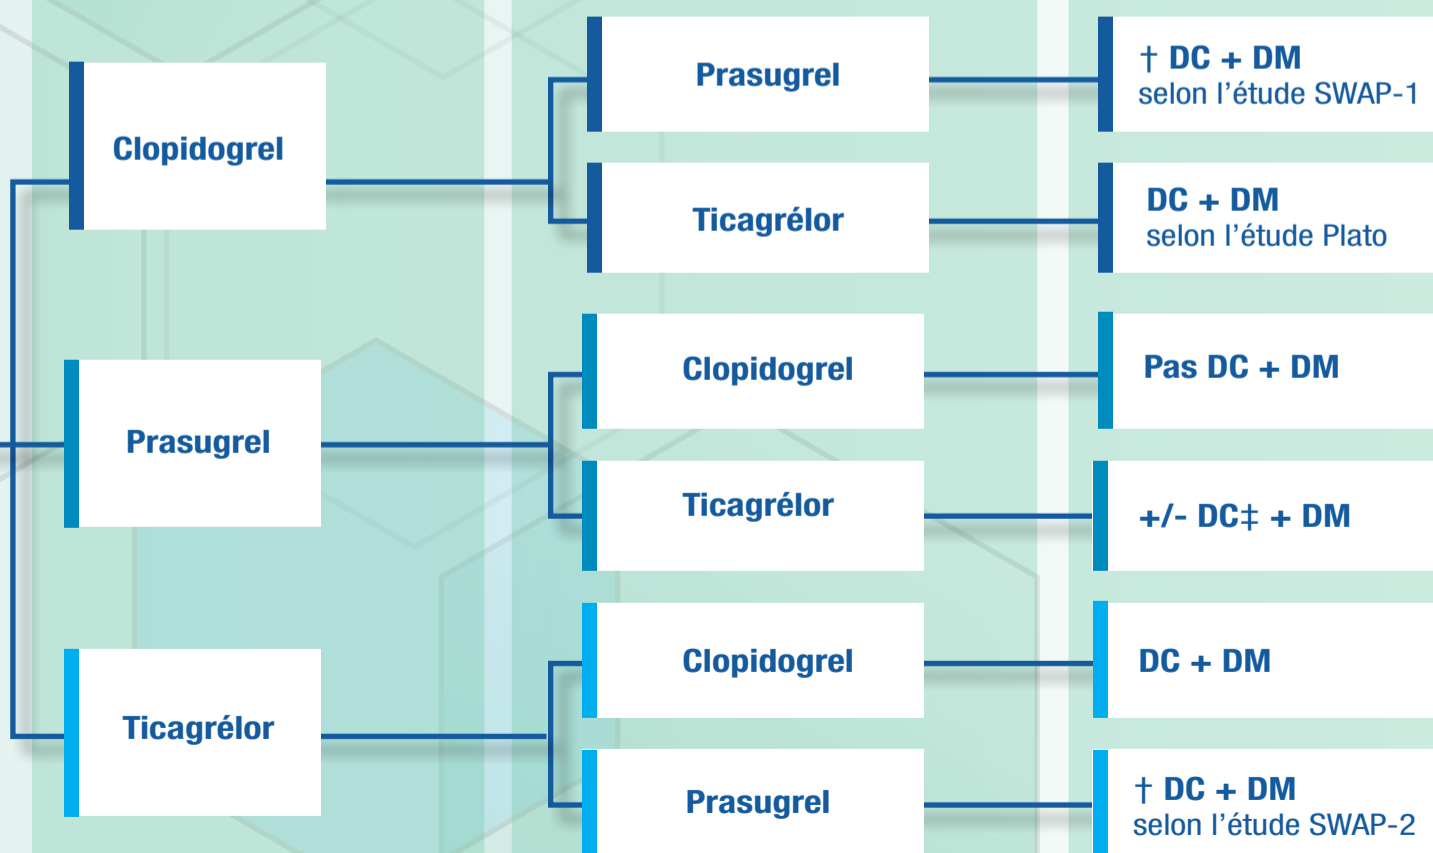 Clopidogrel
Prasugrel
† DC + DM
selon l’étude SWAP-1
Ticagrélor
DC + DM
selon l’étude Plato
Prasugrel
Clopidogrel
Pas DC + DM
Ticagrélor
+/- DC‡ + DM
Ticagrélor
Clopidogrel
DC + DM
Prasugrel
† DC + DM
selon l’étude SWAP-2